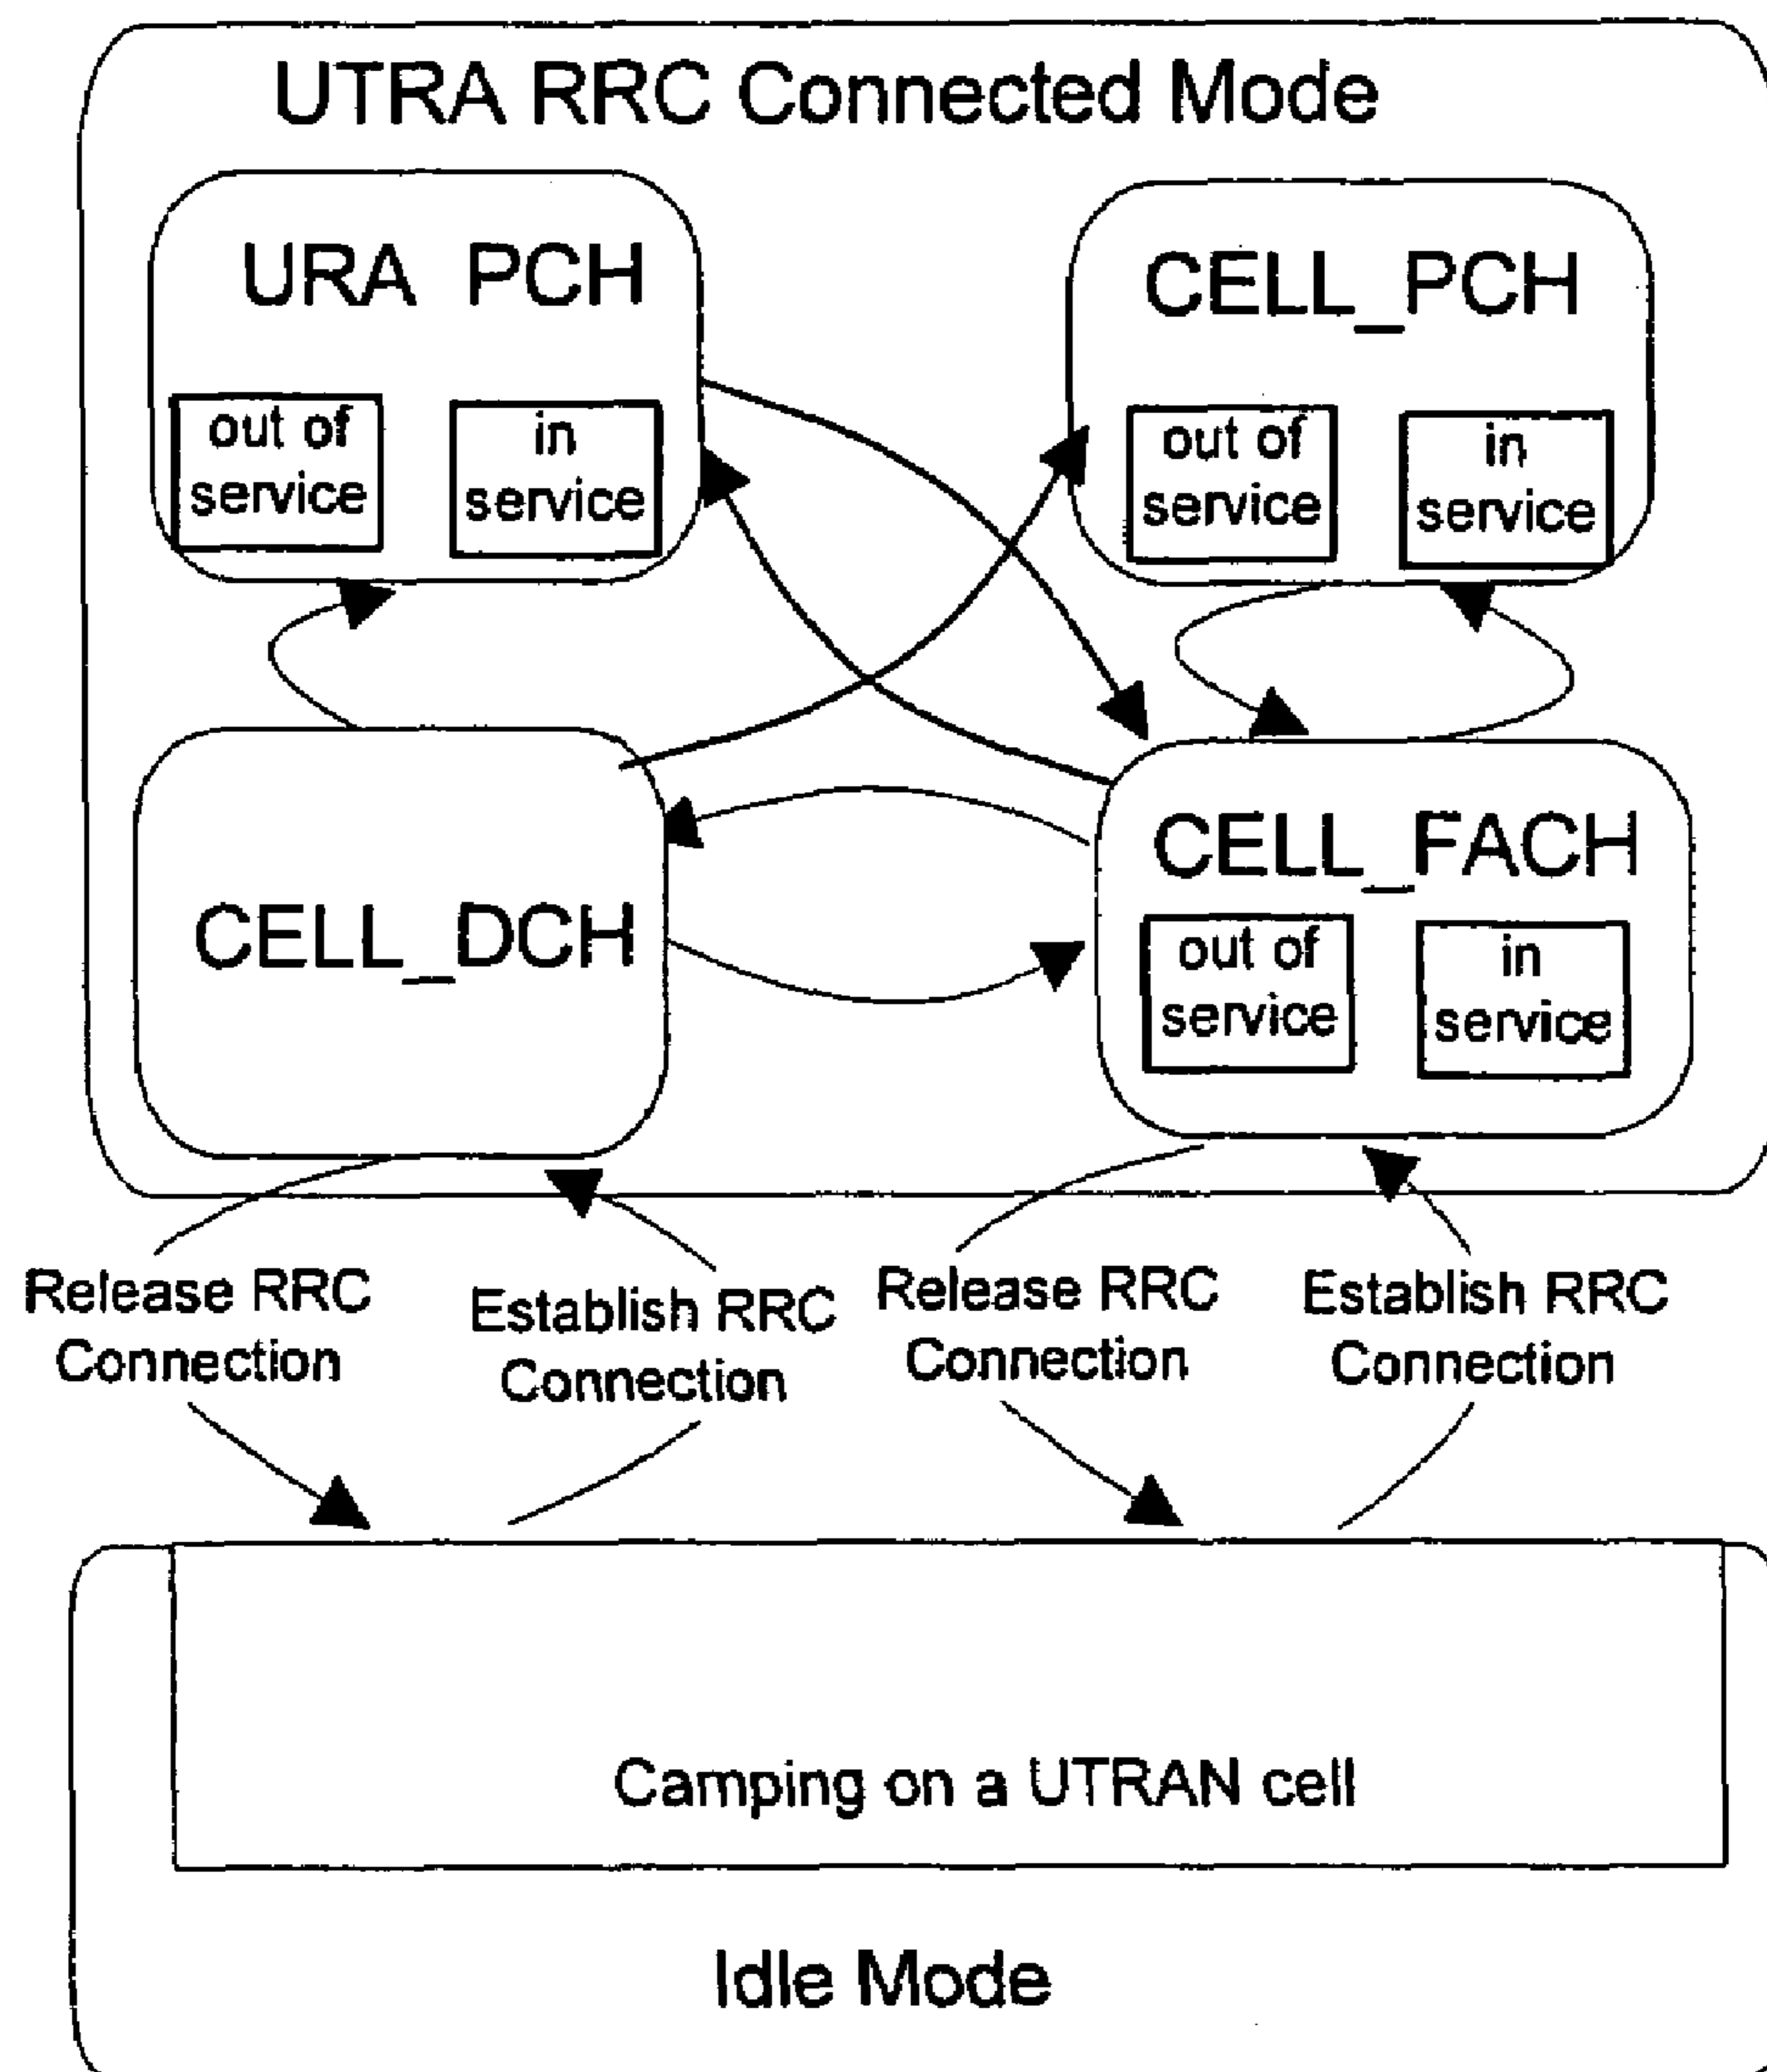 UTRA RRC Connected Mode
URA PCH
CELL_PCH
out of
service
in
service
out of
service
in
service
CELL_DCH
CELL_FACH
out of
service
in
service
Release RRC
Connection
Establish RRC
Connection
Release RRC
Connection
Establish RRC
Connection
Camping on a UTRAN cell
Idle Mode